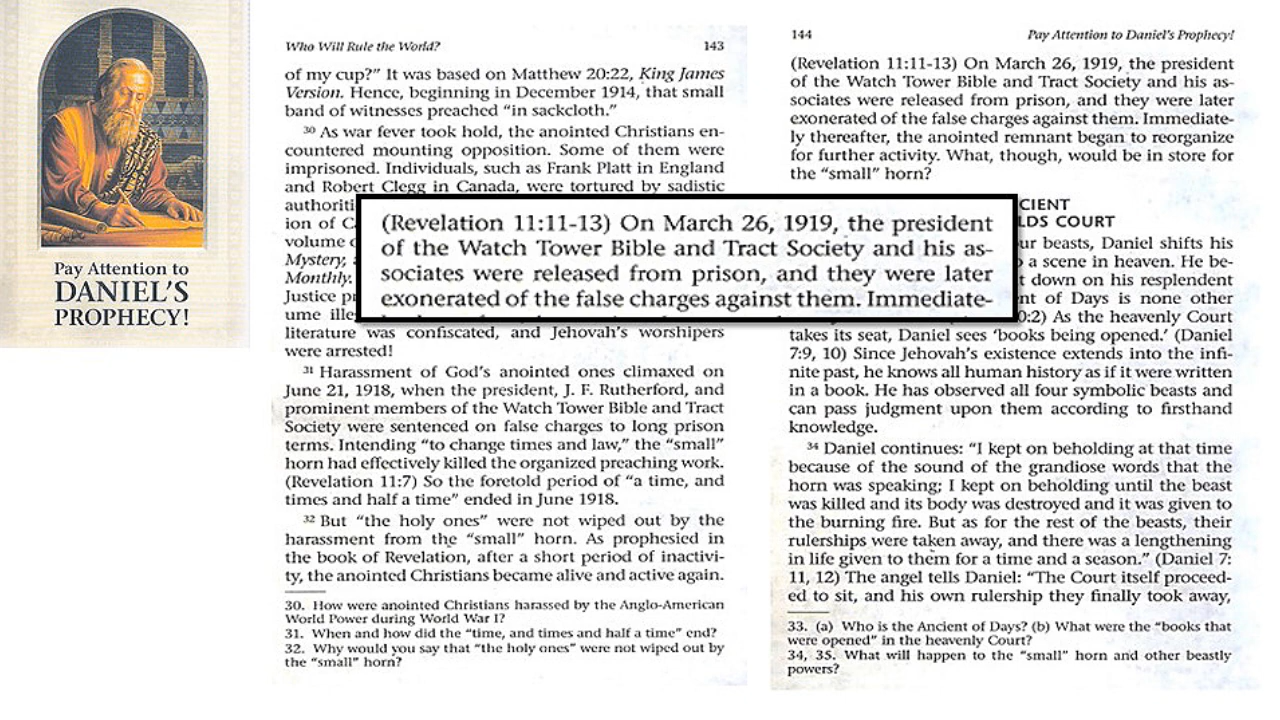 Pay Attention to
DANIEL'S
PROPHECY!
Who Will Rule the World? 143
of my cup?" It was based on Matthew 20:22, King James
Version. Hence, beginning in December 1914, that small
band of witnesses preached "in sackcloth."
30 As war fever took hold, the anointed Christians en-
countered mounting opposition. Some of them were
imprisoned. Individuals, such as Frank Platt in England
and Robert Clegg in Canada, were tortured by sadistic
authoriti
ion of C
volume
Mystery,
Monthly.
Justice pr
ume ille
literature was confiscated, and Jehovah's worshipers
were arrested!
31 Harassment of God's anointed ones climaxed on
June 21, 1918, when the president, J. F. Rutherford, and
prominent members of the Watch Tower Bible and Tract
Society were sentenced on false charges to long prison
terms. Intending "to change times and law," the "small"
horn had effectively killed the organized preaching work.
(Revelation 11:7) So the foretold period of "a time, and
times and half a time" ended in June 1918.
32 But "the holy ones" were not wiped out by the
harassment from the "small" horn. As prophesied in
the book of Revelation, after a short period of inactivi-
ty, the anointed Christians became alive and active again.
30. How were anointed Christians harassed by the Anglo-American
World Power during World War I?
31. When and how did the "time, and times and half a time" end?
32. Why would you say that "the holy ones" were not wiped out by
the "small" horn?
(Revelation 11:11-13) On March 26, 1919, the president
of the Watch Tower Bible and Tract Society and his as-
sociates were released from prison, and they were later
exonerated of the false charges against them. Immediate-
144 Pay Attention to Daniel's Prophecy!
(Revelation 11:11-13) On March 26, 1919, the president
of the Watch Tower Bible and Tract Society and his as-
sociates were released from prison, and they were later
exonerated of the false charges against them. Immediate-
ly thereafter, the anointed remnant began to reorganize
for further activity. What, though, would be in store for
the "small" horn?
CIENT
LDS COURT
ur beasts, Daniel shifts his
a scene in heaven. He be-
t down on his resplendent
nt of Days is none other
0:2) As the heavenly Court
takes its seat, Daniel sees 'books being opened.' (Daniel
7:9, 10) Since Jehovah's existence extends into the infi-
nite past, he knows all human history as if it were written
in a book. He has observed all four symbolic beasts and
can pass judgment upon them according to firsthand
knowledge.
34 Daniel continues: "I kept on beholding at that time
because of the sound of the grandiose words that the
horn was speaking; I kept on beholding until the beast
was killed and its body was destroyed and it was given to
the burning fire. But as for the rest of the beasts, their
rulerships were taken away, and there was a lengthening
in life given to them for a time and a season." (Daniel 7:
11, 12) The angel tells Daniel: "The Court itself proceed-
ed to sit, and his own rulership they finally took away,
33. (a) Who is the Ancient of Days? (b) What were the "books that
were opened" in the heavenly Court?
34, 35. What will happen to the "small" horn and other beastly
powers?